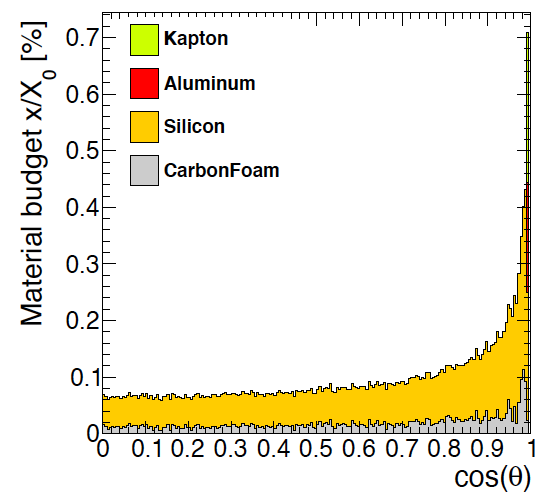 Material budget x/X0 [%]
0.7
0.6
0.5
0.4
0.3
0.2
0.1
0
Kapton
Aluminum
Silicon
CarbonFoam
0 0.1 0.2 0.3 0.4 0.5 0.6 0.7 0.8 0.9 1
cos(θ)